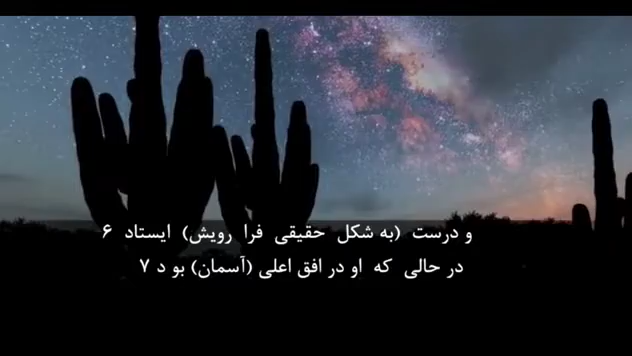 و درست (به شکل حقیقی فرا رویش) ایستاد ۶
در حالی که او در افق اعلی (آسمان) بو د ۷